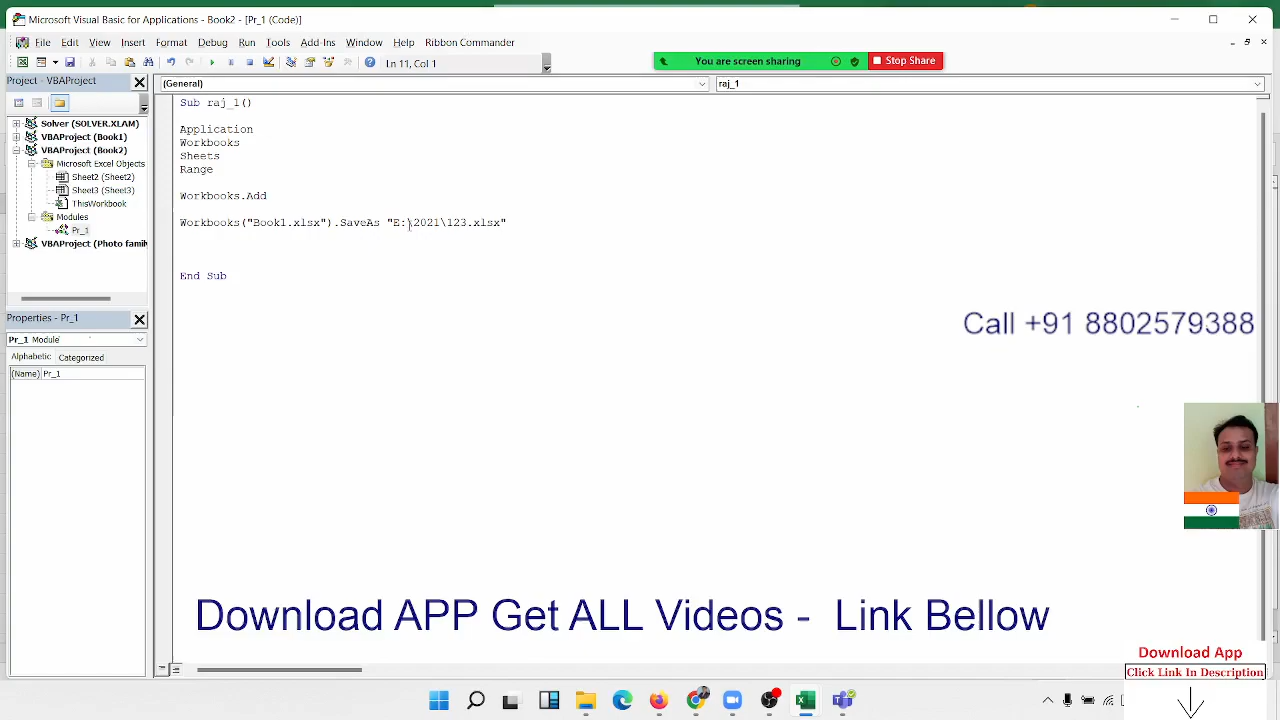 Microsoft Visual Basic for Applications - Book2 - [Pr_1 (Code)]
File Edit View Insert Format Debug Run Tools Add-Ins Window Help Ribbon Commander
Ln 11, Col 1
You are screen sharing
Stop Share
Project - VBAProject
(General)
raj_1
Solver (SOLVER.XLAM)
VBAProject (Book1)
VBAProject (Book2)
Microsoft Excel Objects
Sheet2 (Sheet2)
Sheet3 (Sheet3)
ThisWorkbook
Modules
Pr_1
VBAProject (Photo famil
Properties - Pr_1
Pr_1 Module
Alphabetic Categorized
(Name) Pr_1
Sub raj_1()
Application
Workbooks
Sheets
Range
Workbooks.Add
Workbooks("Book1.xlsx").SaveAs "E:\2021\123.xlsx"
End Sub
Call +91 8802579388
Download APP Get ALL Videos - Link Bellow
Download App
Click Link In Description